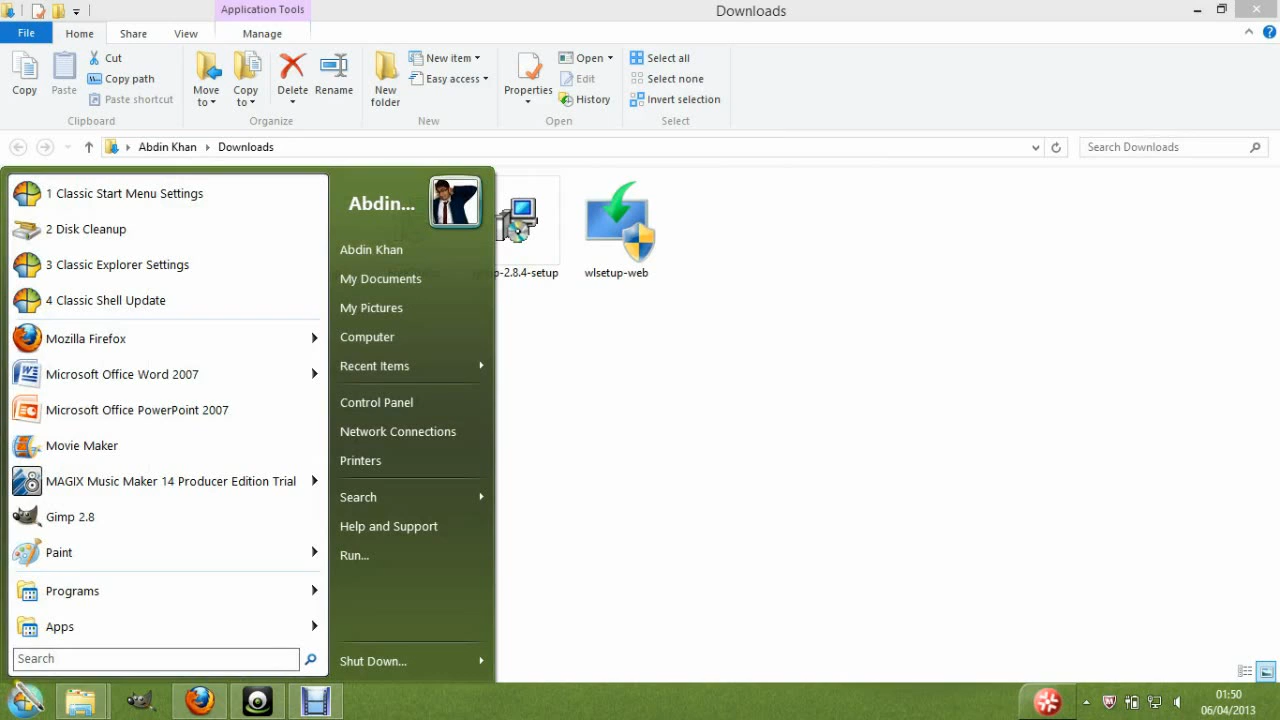 Application Tools
Downloads
File
Home
Share
View
Manage
Copy
Paste
Cut
Copy path
Paste shortcut
Clipboard
Move to
Copy to
Delete
Rename
Organize
New folder
New item
Easy access
New
Properties
Open
Edit
History
Open
Select all
Select none
Invert selection
Select
Abdin Khan
Downloads
Search Downloads
1 Classic Start Menu Settings
2 Disk Cleanup
3 Classic Explorer Settings
4 Classic Shell Update
Mozilla Firefox
Microsoft Office Word 2007
Microsoft Office PowerPoint 2007
Movie Maker
MAGIX Music Maker 14 Producer Edition Trial
Gimp 2.8
Paint
Programs
Apps
Search
Abdin...
Abdin Khan
My Documents
My Pictures
Computer
Recent Items
Control Panel
Network Connections
Printers
Search
Help and Support
Run...
Shut Down...
-2.8.4-setup
wlsetup-web
01:50
06/04/2013